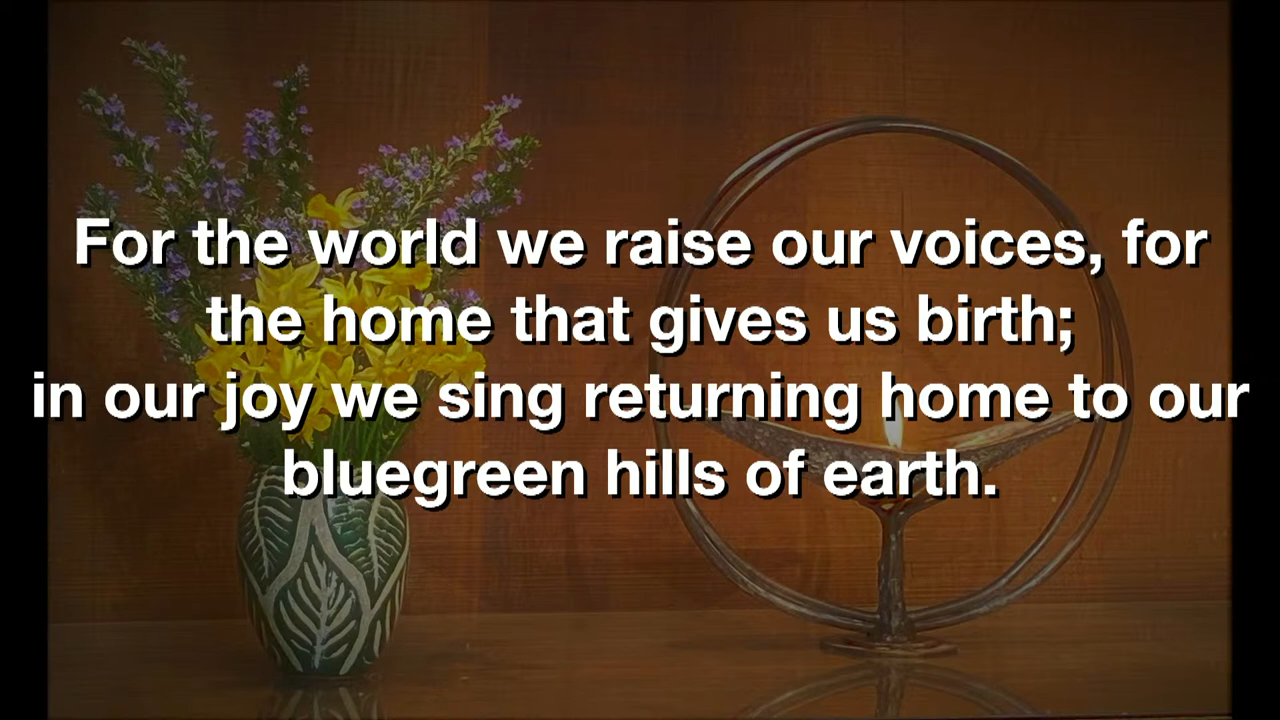 For the world we raise our voices, for
the home that gives us birth;
in our joy we sing returning home to our
bluegreen hills of earth.